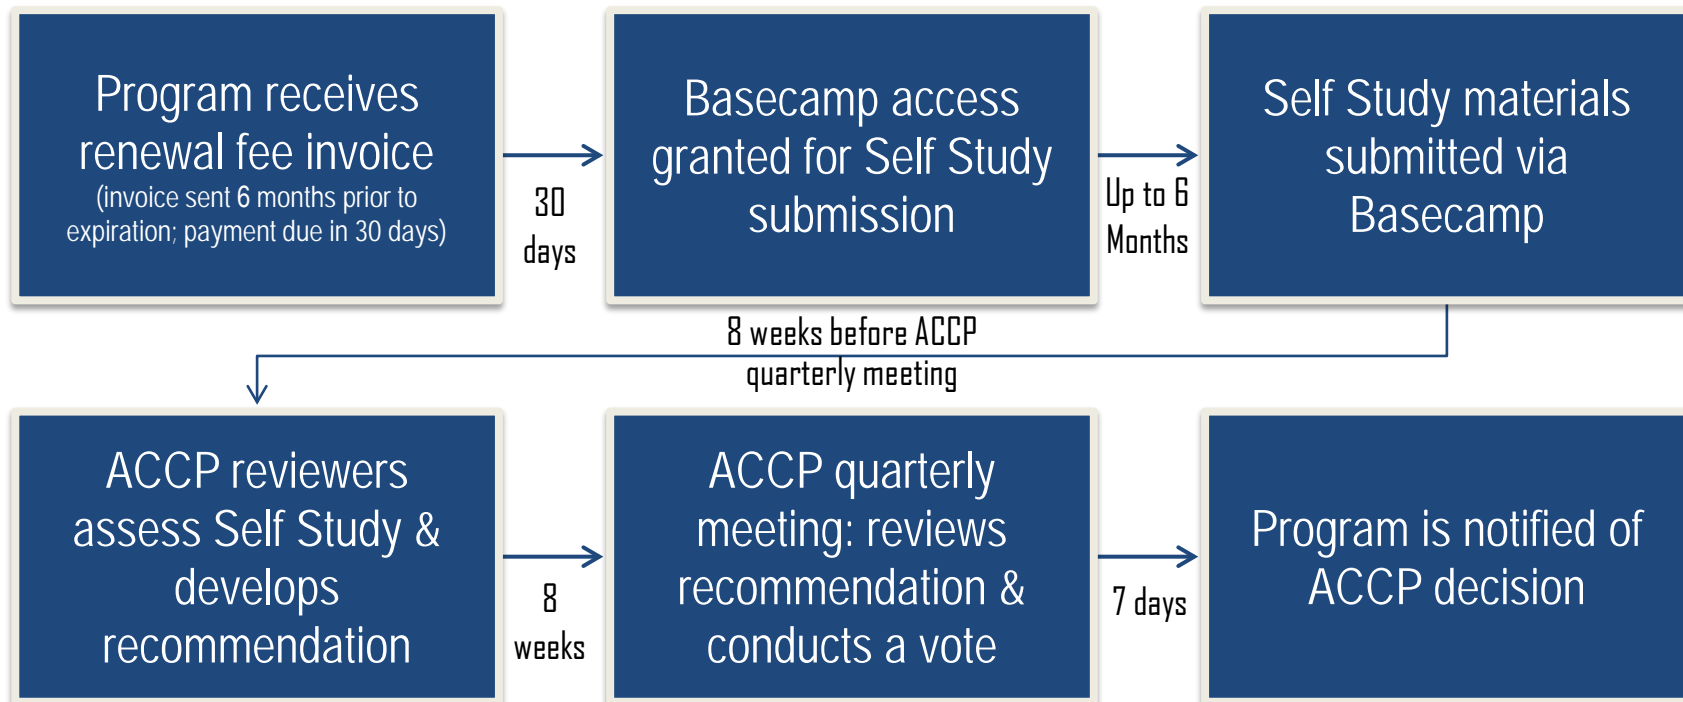 Program receives
renewal fee invoice
(invoice sent 6 months prior to
expiration; payment due in 30 days)
30
days
Basecamp access
granted for Self Study
submission
Up to 6
Months
Self Study materials
submitted via
Basecamp
8 weeks before ACCP
quarterly meeting
ACCP reviewers
assess Self Study &
develops
recommendation
8
weeks
ACCP quarterly
meeting: reviews
recommendation &
conducts a vote
7 days
Program is notified of
ACCP decision